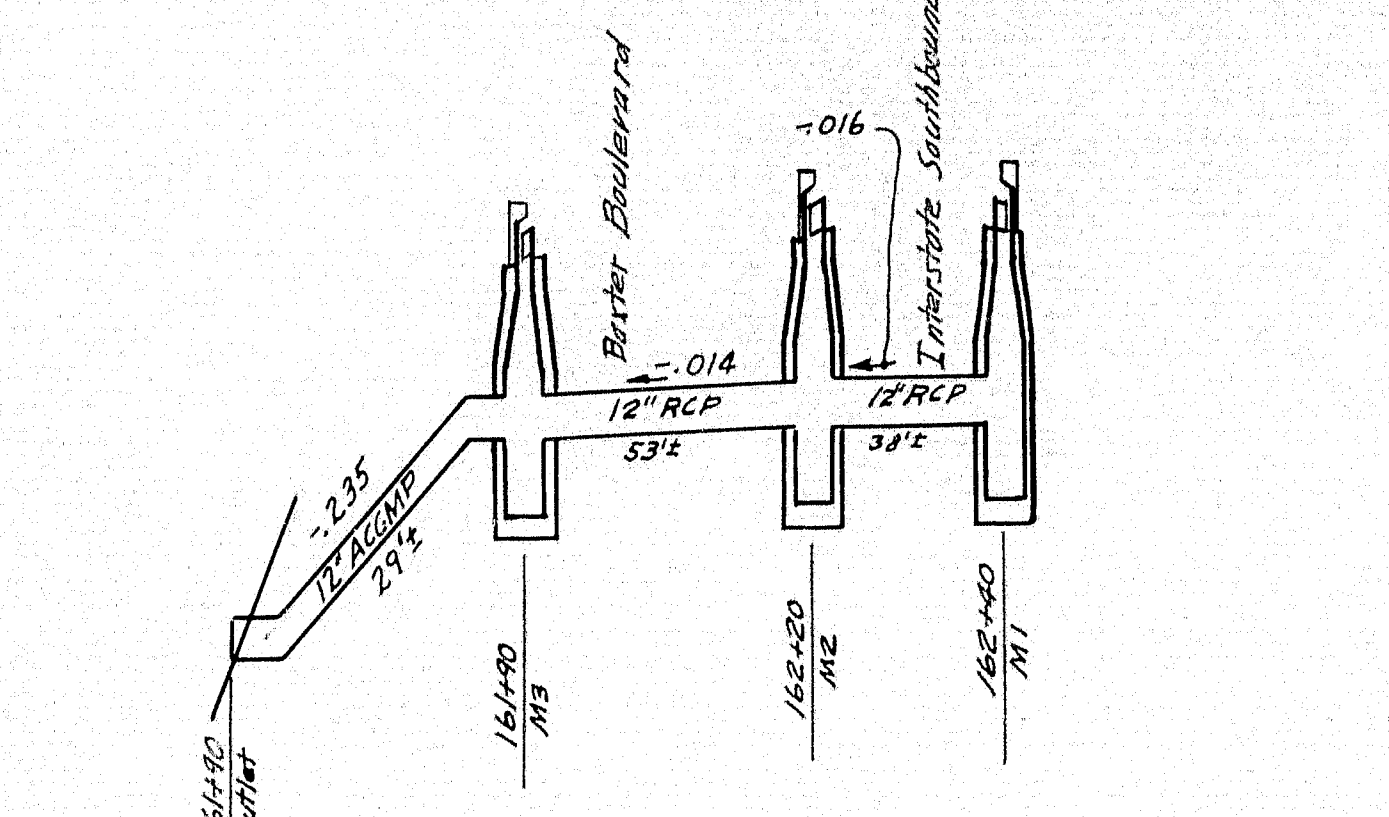 Baxter Boulevard
-.016
Interstate Southbound
-.014
12" RCP
53'±
12" RCP
38'±
-.235
12" ACCMP
29'±
161+90
M3
162+20
M2
162+40
M1